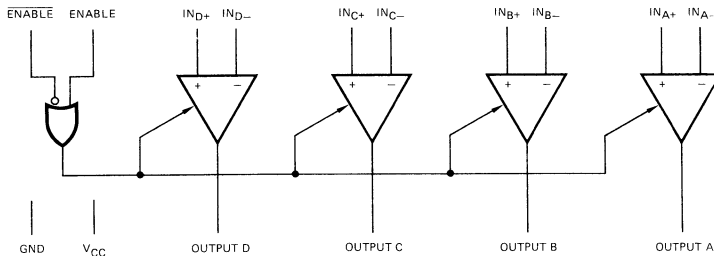 ENABLE ENABLE IND+ IND– INC+ INC– INB+ INB– INA+ INA–
+ – + – + – + –
GND VCC OUTPUT D OUTPUT C OUTPUT B OUTPUT A